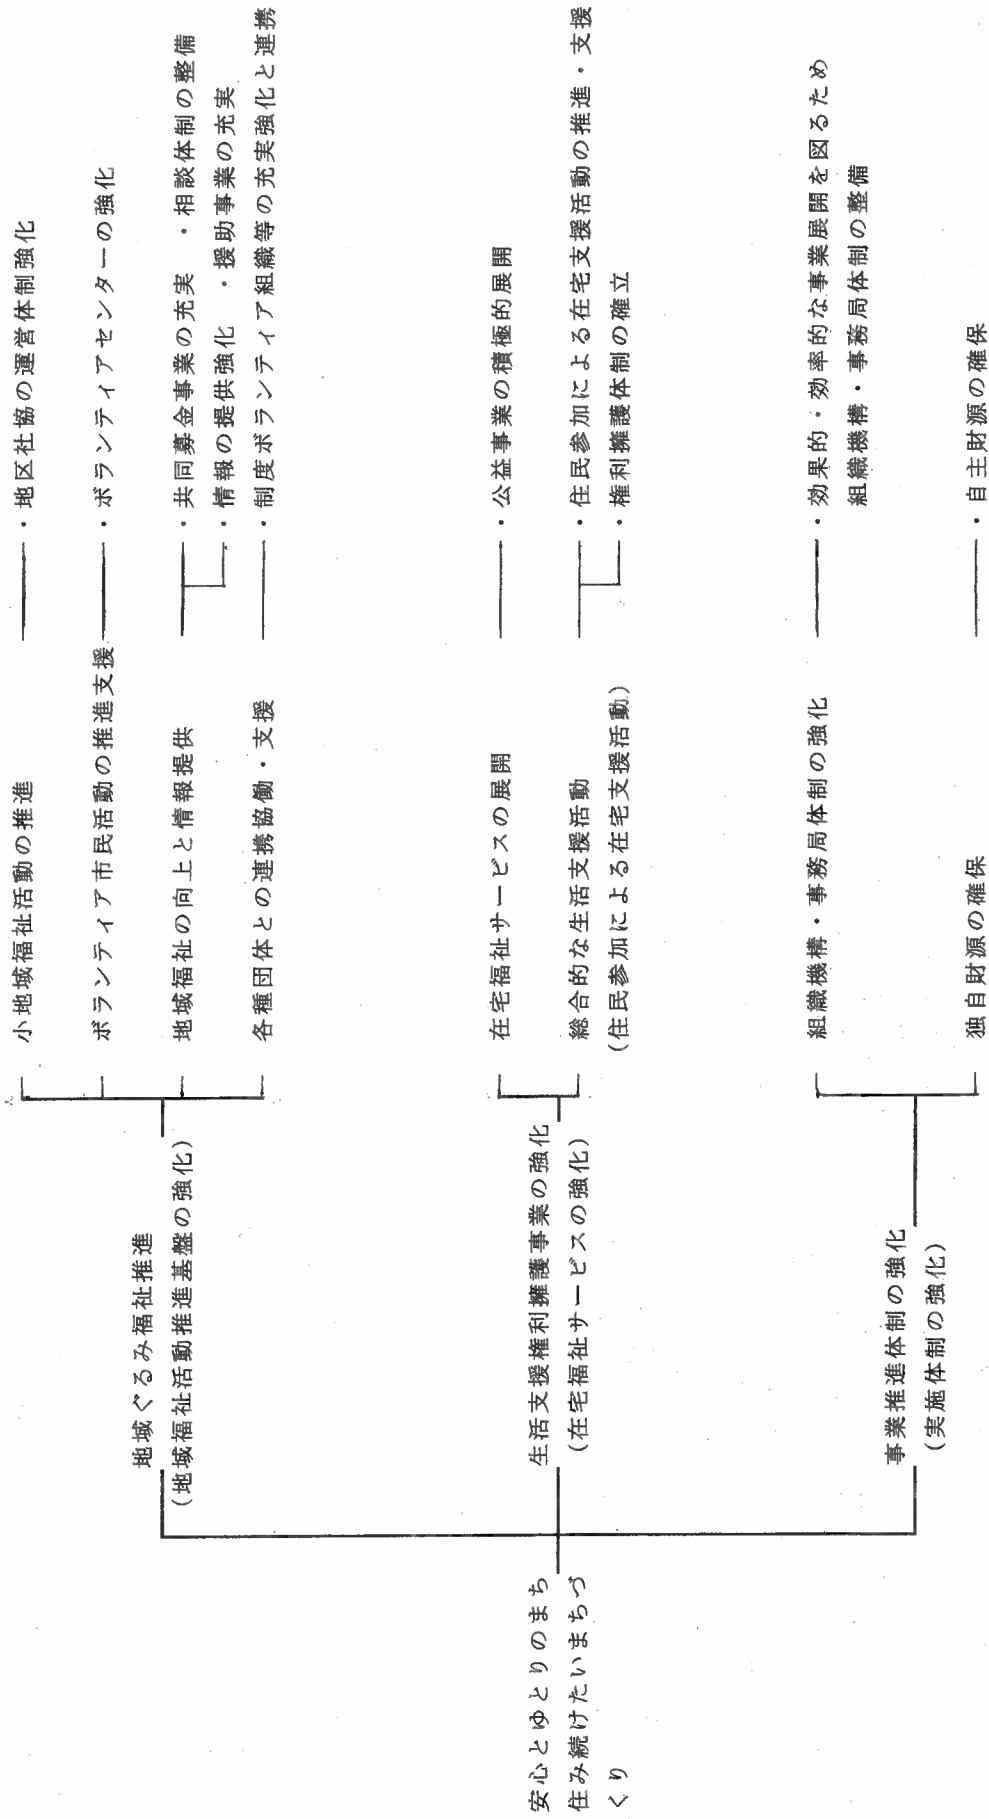 安心とゆとりのまち
住み続けたいまちづ
くり
地域ぐるみ福祉推進
(地域福祉活動推進基盤の強化)
小地域福祉活動の推進
・地区社協の運営体制強化
ボランティア市民活動の推進支援
・ボランティアセンターの強化
地域福祉の向上と情報提供
・共同募金事業の充実 ・相談体制の整備
・情報の提供強化 ・援助事業の充実
各種団体との連携協働・支援
・制度ボランティア組織等の充実強化と連携
生活支援権利擁護事業の強化
(在宅福祉サービスの強化)
在宅福祉サービスの展開
・公益事業の積極的展開
総合的な生活支援活動
(住民参加による在宅支援活動)
・住民参加による在宅支援活動の推進・支援
・権利擁護体制の確立
事業推進体制の強化
(実施体制の強化)
組織機構・事務局体制の強化
・効果的・効率的な事業展開を図るため
組織機構・事務局体制の整備
独自財源の確保
・自主財源の確保